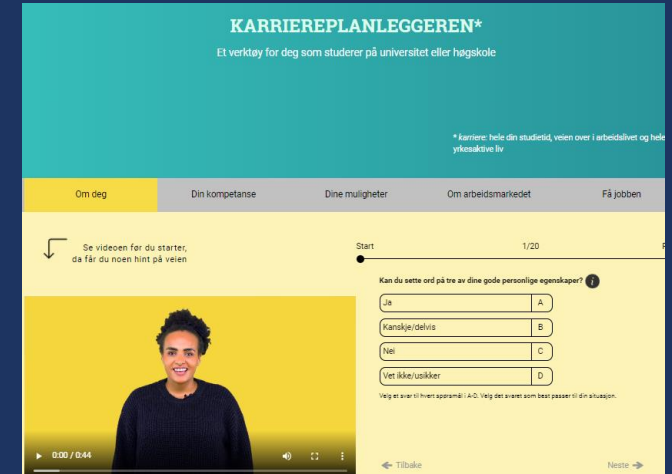 KARRIEREPLANLEGGEREN*
Et verktøy for deg som studerer på universitet eller høgskole
* karriere: hele din studietid, veien over i arbeidslivet og hele
yrkesaktive liv
Om deg
Din kompetanse
Dine muligheter
Om arbeidsmarkedet
Få jobben
Se videoen før du starter,
da får du noen hint på veien
Start
1/20
Kan du sette ord på tre av dine gode personlige egenskaper? i
Ja A
Kanskje/delvis B
Nei C
Vet ikke/usikker D
Velg et svar til hvert spørsmål i A-D. Velg det svaret som best passer til din situasjon.
0:00 / 0:44
Tilbake
Neste